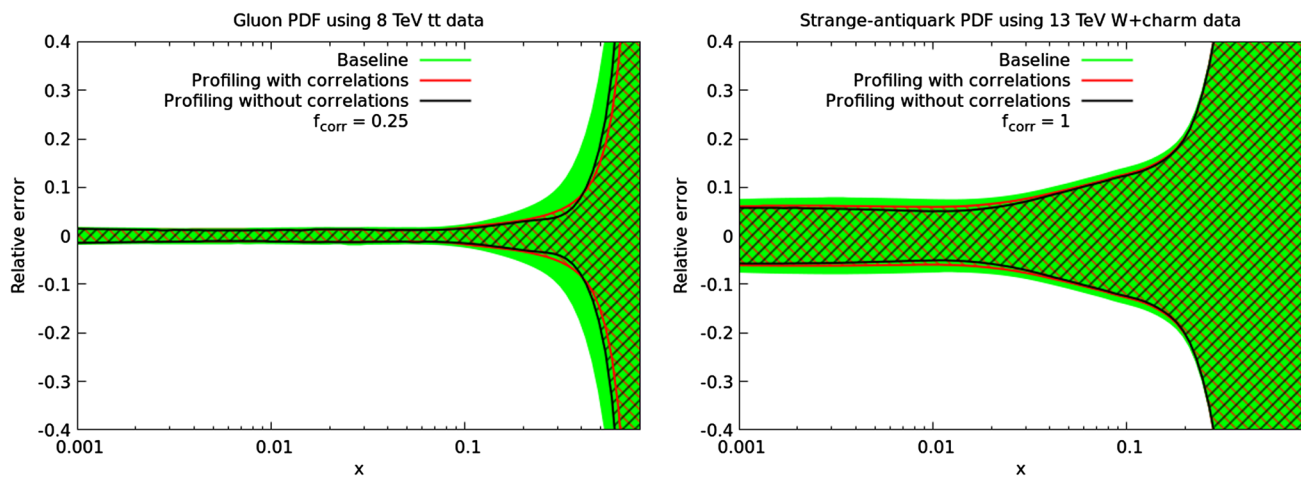 Gluon PDF using 8 TeV tt data
0.4
0.3
0.2
0.1
0
-0.1
-0.2
-0.3
-0.4
Relative error
Baseline
Profiling with correlations
Profiling without correlations
fcorr = 0.25
0.001
0.01
0.1
x
Strange-antiquark PDF using 13 TeV W+charm data
0.4
0.3
0.2
0.1
0
-0.1
-0.2
-0.3
-0.4
Relative error
Baseline
Profiling with correlations
Profiling without correlations
fcorr = 1
0.001
0.01
0.1
x